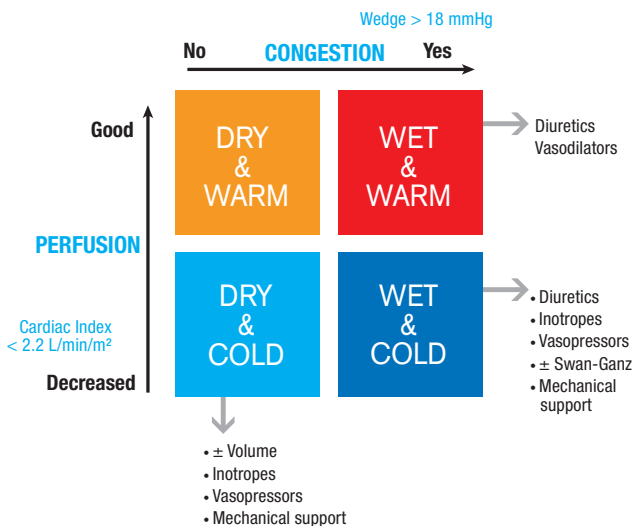 Wedge > 18 mmHg
No CONGESTION Yes
Good
DRY
&
WARM
WET
&
WARM
Diuretics
Vasodilators
PERFUSION
Cardiac Index
< 2.2 L/min/m²
Decreased
DRY
&
COLD
WET
&
COLD
• Diuretics
• Inotropes
• Vasopressors
• ± Swan-Ganz
• Mechanical
support
• ± Volume
• Inotropes
• Vasopressors
• Mechanical support